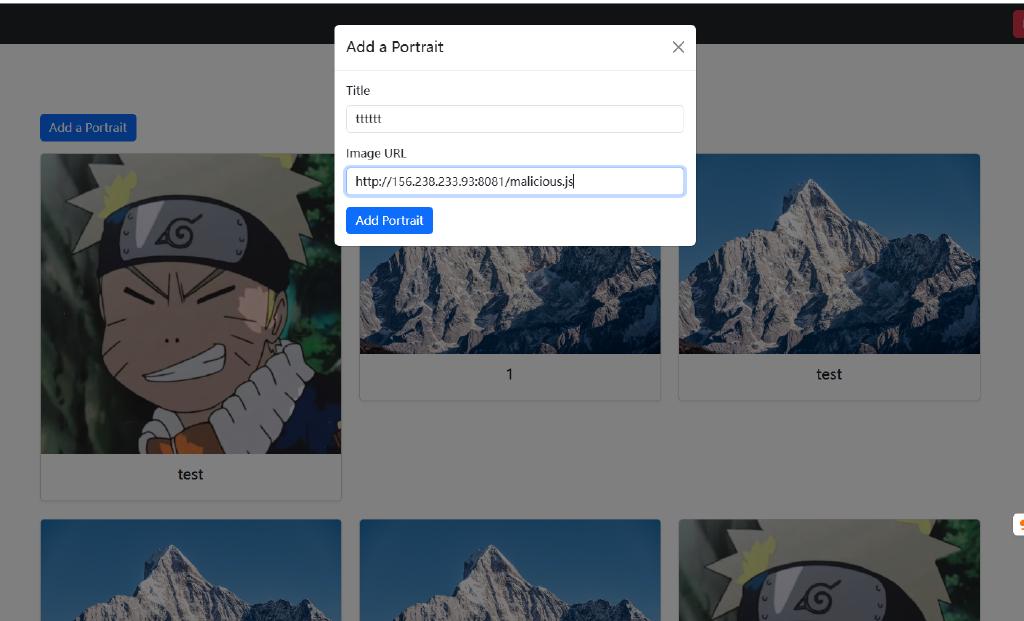 Add a Portrait
Title
tttttt
Image URL
http://156.238.233.93:8081/malicious.js
Add Portrait
Add a Portrait
test
1
test